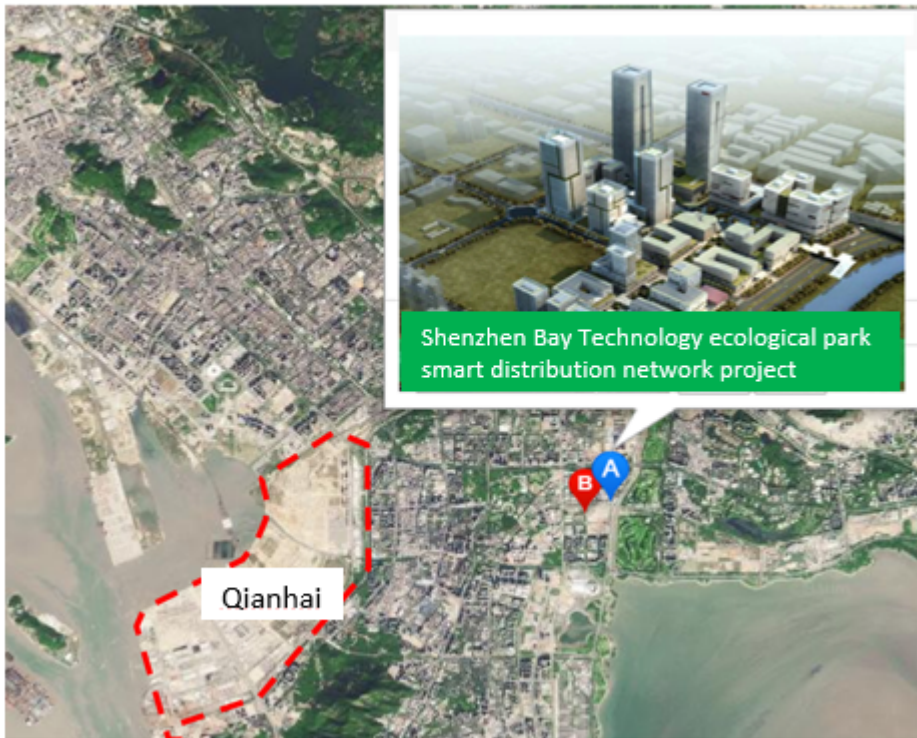 Shenzhen Bay Technology ecological park
smart distribution network project
B
A
Qianhai